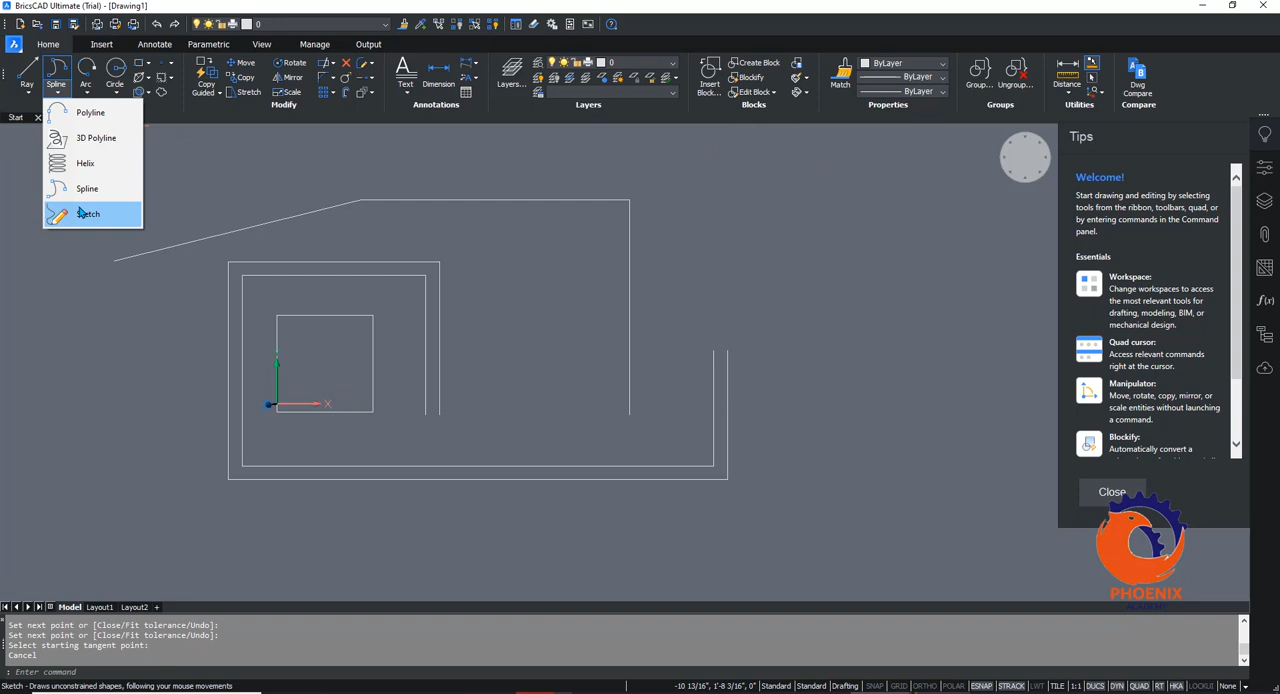 BricsCAD Ultimate (Trial) - [Drawing1]
0
Home Insert Annotate Parametric View Manage Output
Ray Spline Arc Circle
Copy Guided... Move Copy Stretch Rotate Mirror Scale
Modify
Text Dimension
Annotations
Layers... 0
Layers
Insert Block... Create Block Blockify Edit Block
Blocks
Match ByLayer ByLayer ByLayer
Properties
Group... Ungroup...
Groups
Distance
Utilities
Dwg Compare
Compare
Start
Polyline
3D Polyline
Helix
Spline
Sketch
X
Tips
Welcome!
Start drawing and editing by selecting
tools from the ribbon, toolbars, quad,
or by entering commands in the Command
panel.
Essentials
Workspace:
Change workspaces to access
the most relevant tools for
drafting, modeling, BIM, or
mechanical design.
Quad cursor:
Access relevant commands
right at the cursor.
Manipulator:
Move, rotate, copy, mirror, or
scale entities without launching
a command.
Blockify:
Automatically convert a
Close
PHOENIX
ACADEMY
Model Layout1 Layout2 +
Set next point or [Close/Fit tolerance/Undo]:
Set next point or [Close/Fit tolerance/Undo]:
Select starting tangent point:
Cancel
: Enter command
Sketch - Draws unconstrained shapes, following your mouse movements
-10 13/16", 1'-8 3/16", 0" Standard Standard Drafting SNAP GRID ORTHO POLAR ESNAP STRACK LWT TILE 1:1 DUCS DYN QUAD RT HKA LOCKUI None